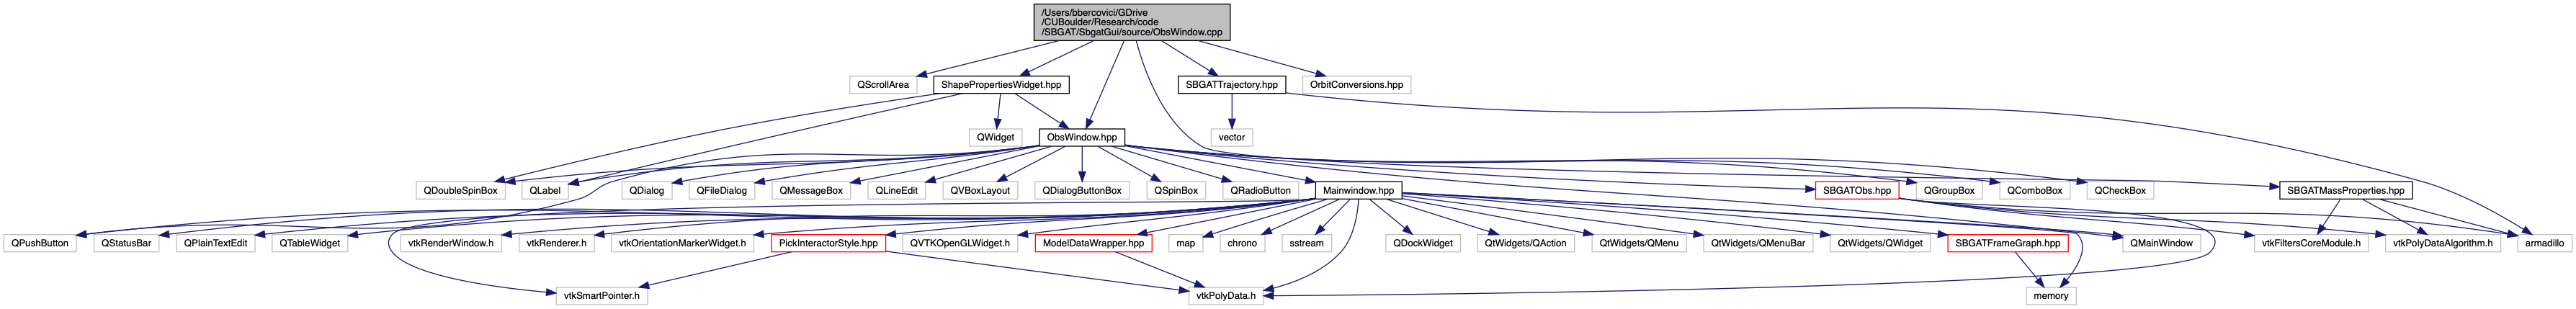 /Users/bbercovici/GDrive
/CUBoulder/Research/code
/SBGAT/SbgatGui/source/ObsWindow.cpp
QScrollArea
ShapePropertiesWidget.hpp
SBGATTrajectory.hpp
OrbitConversions.hpp
QWidget
ObsWindow.hpp
vector
QDoubleSpinBox
QLabel
QDialog
QFileDialog
QMessageBox
QLineEdit
QVBoxLayout
QDialogButtonBox
QSpinBox
QRadioButton
Mainwindow.hpp
SBGATObs.hpp
QGroupBox
QComboBox
QCheckBox
SBGATMassProperties.hpp
QPushButton
QStatusBar
QPlainTextEdit
QTableWidget
vtkRenderWindow.h
vtkRenderer.h
vtkOrientationMarkerWidget.h
PickInteractorStyle.hpp
QVTKOpenGLWidget.h
ModelDataWrapper.hpp
map
chrono
sstream
QDockWidget
QtWidgets/QAction
QtWidgets/QMenu
QtWidgets/QMenuBar
QtWidgets/QWidget
SBGATFrameGraph.hpp
QMainWindow
vtkFiltersCoreModule.h
vtkPolyDataAlgorithm.h
armadillo
vtkSmartPointer.h
vtkPolyData.h
memory